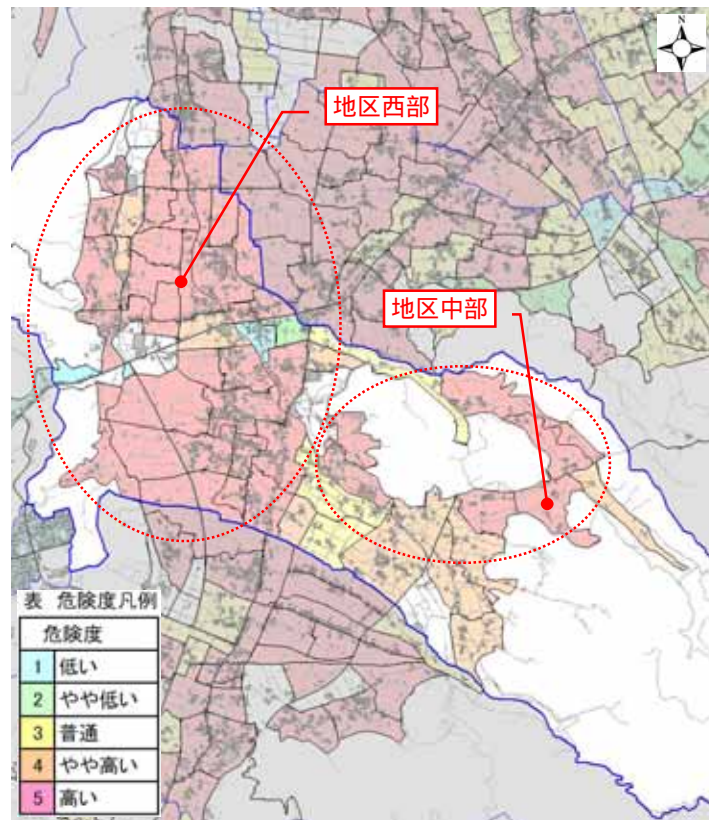 N
地区西部
地区中部
表 危険度凡例
危険度
1 低い
2 やや低い
3 普通
4 やや高い
5 高い